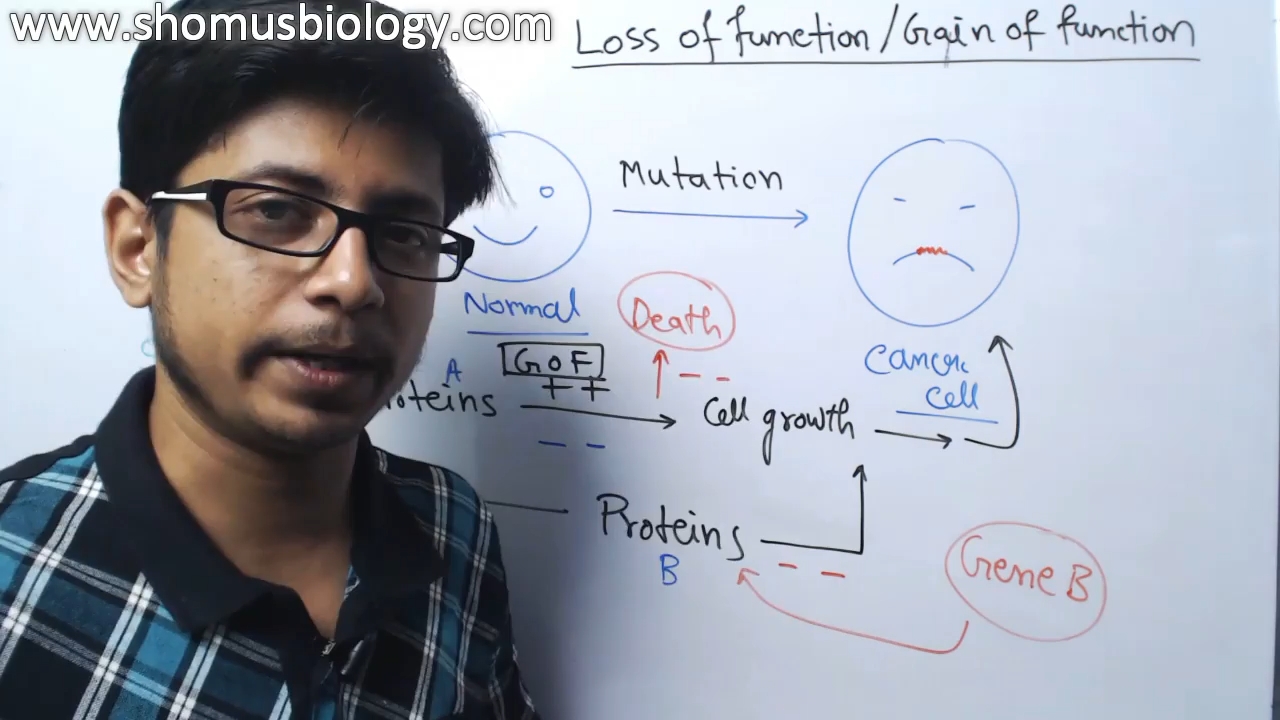 www.shomusbiology.com
Loss of function/Gain of function
Mutation
Normal
Death
Cancer
cell
GOF
A
++
- -
oteins
Cell growth
- -
Proteins
B
- -
Gene B